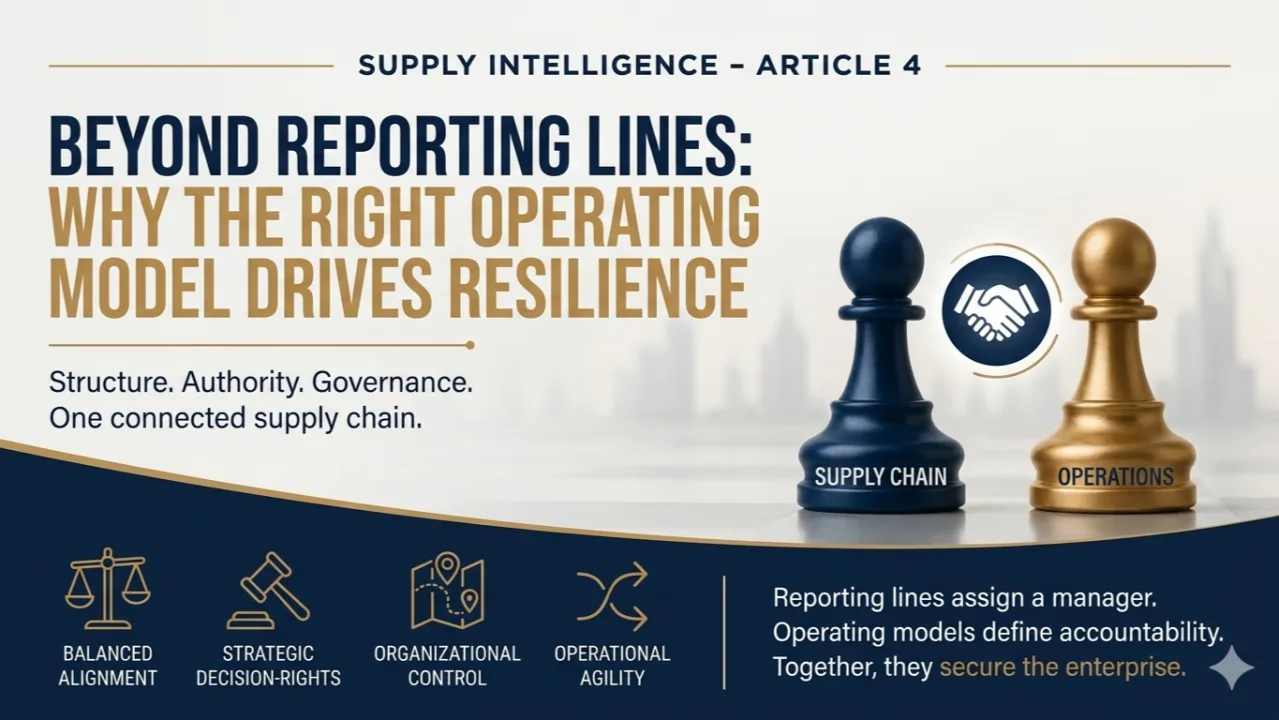 SUPPLY INTELLIGENCE – ARTICLE 4
BEYOND REPORTING LINES:
WHY THE RIGHT OPERATING
MODEL DRIVES RESILIENCE
Structure. Authority. Governance.
One connected supply chain.
SUPPLY CHAIN
OPERATIONS
BALANCED
ALIGNMENT
STRATEGIC
DECISION-RIGHTS
ORGANIZATIONAL
CONTROL
OPERATIONAL
AGILITY
Reporting lines assign a manager.
Operating models define accountability.
Together, they secure the enterprise.